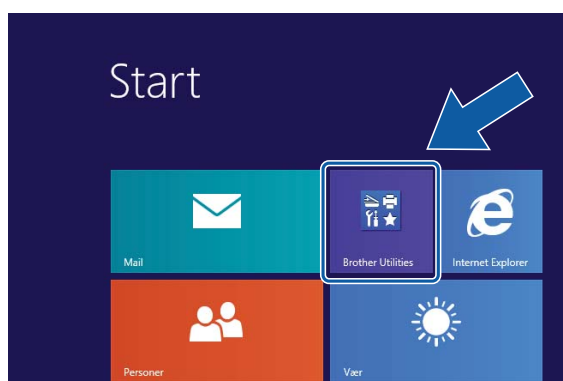 Start
Mail
Brother Utilities
Internet Explorer
Personer
Vær